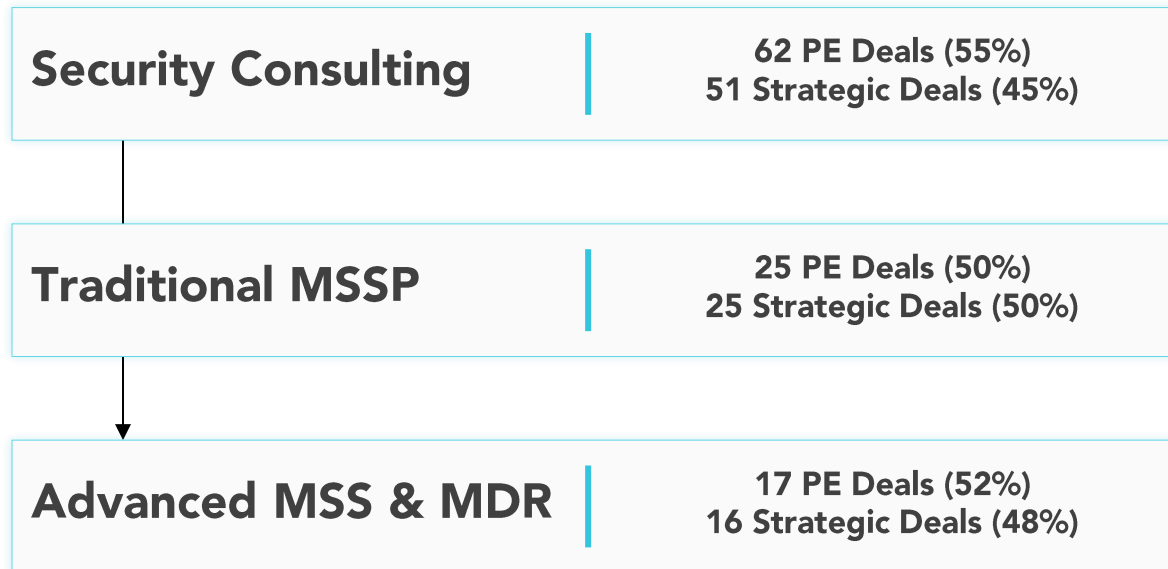 Security Consulting
62 PE Deals (55%)
51 Strategic Deals (45%)
Traditional MSSP
25 PE Deals (50%)
25 Strategic Deals (50%)
Advanced MSS & MDR
17 PE Deals (52%)
16 Strategic Deals (48%)